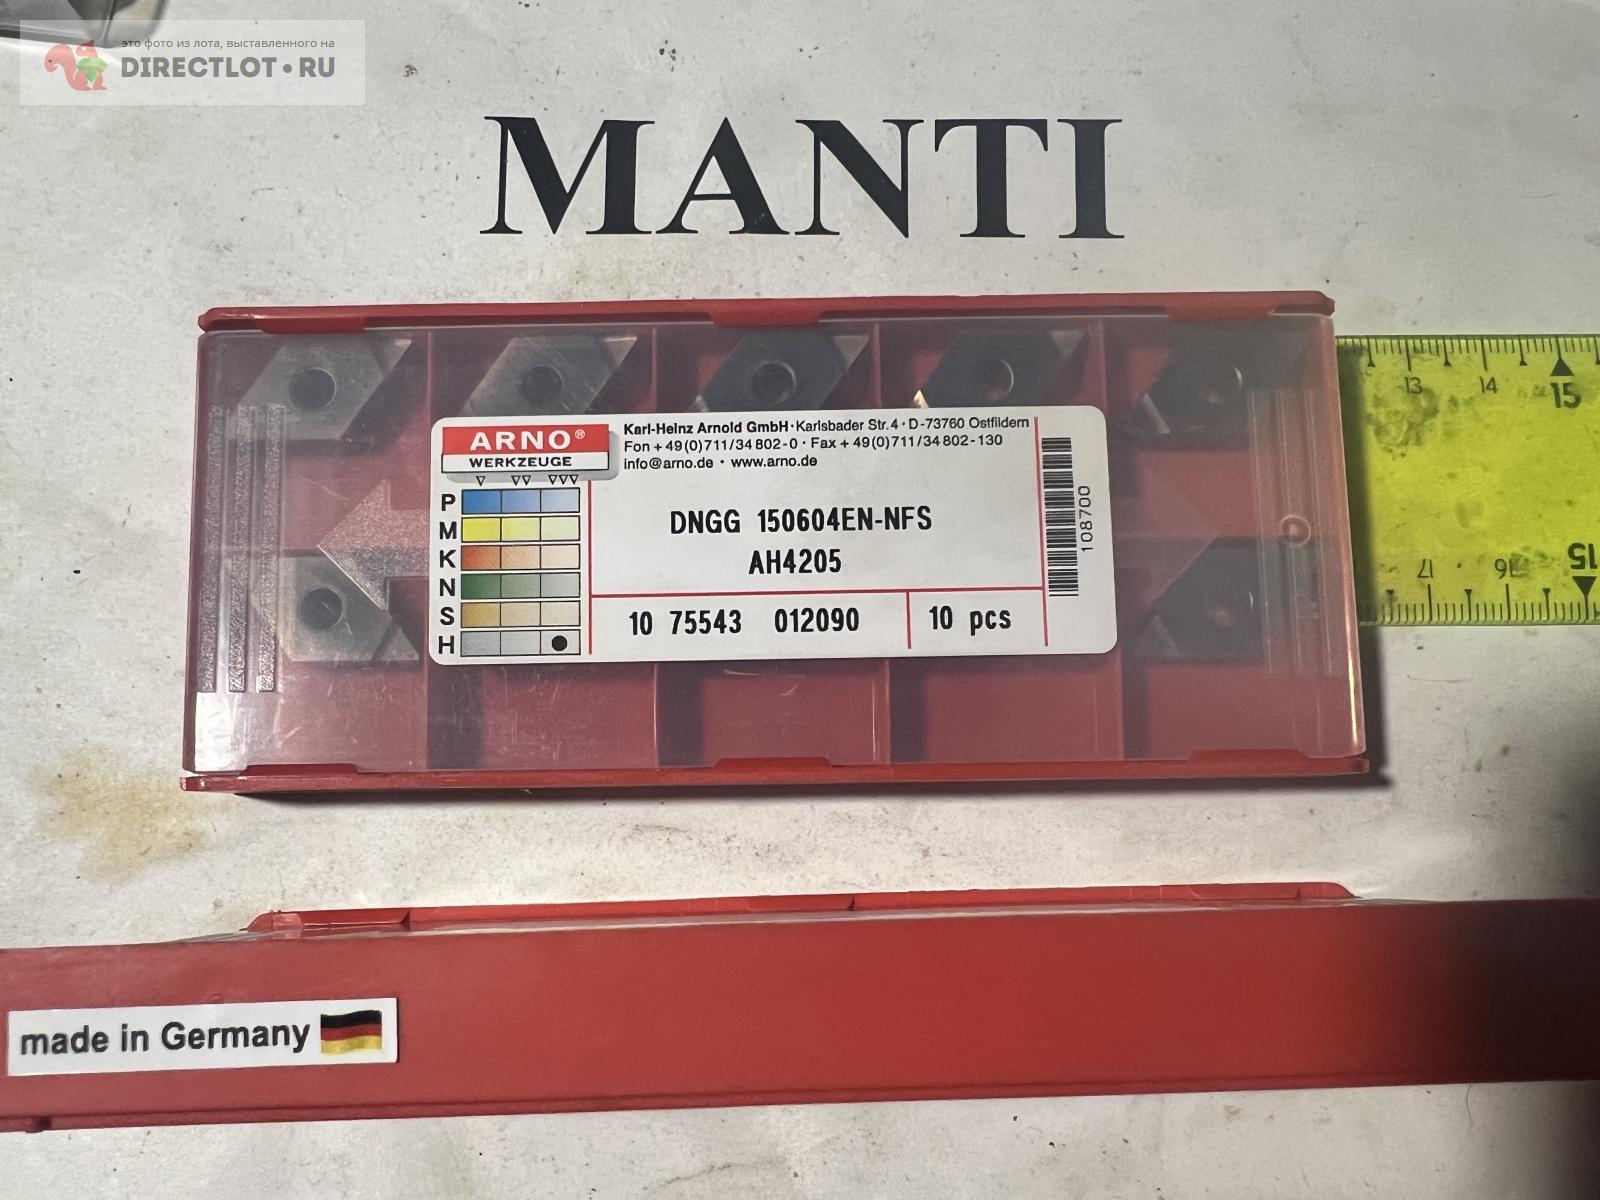 это фото из лота, выставленного на
DIRECTLOT•RU
MANTI
ARNO®
WERKZEUGE
Karl-Heinz Arnold GmbH · Karlsbader Str. 4 · D-73760 Ostfildern
Fon +49(0)711/34 802-0 · Fax +49(0)711/34 802-130
info@arno.de · www.arno.de
P
M
K
N
S
H
DNGG 150604EN-NFS
AH4205
10 75543 012090
10 pcs
108700
13 14 15
17 16 15
made in Germany